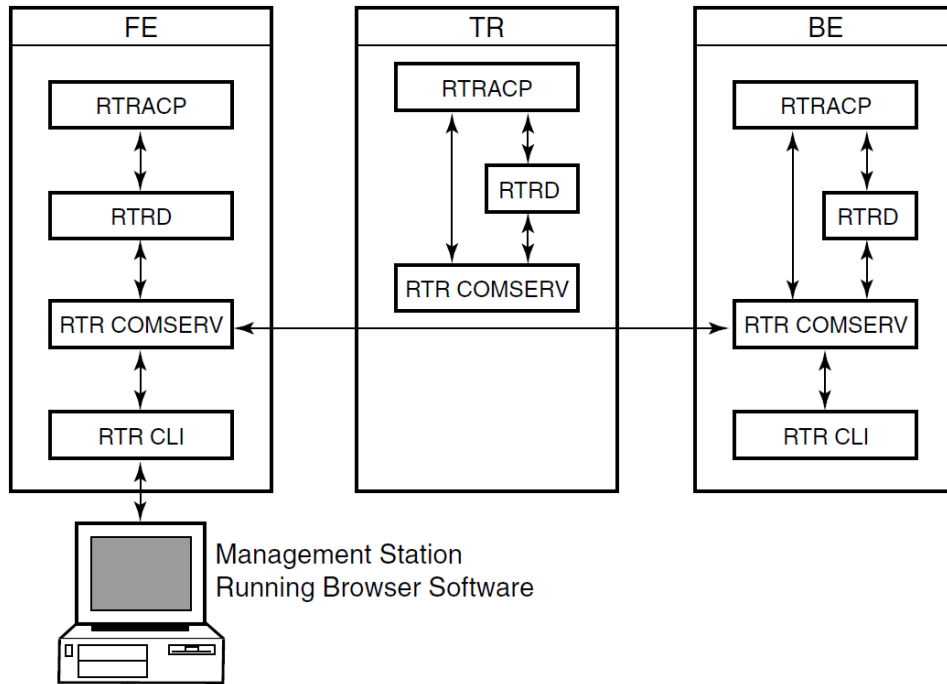 FE
RTRACP
RTRD
RTR COMSERV
RTR CLI
TR
RTRACP
RTRD
RTR COMSERV
BE
RTRACP
RTRD
RTR COMSERV
RTR CLI
Management Station
Running Browser Software